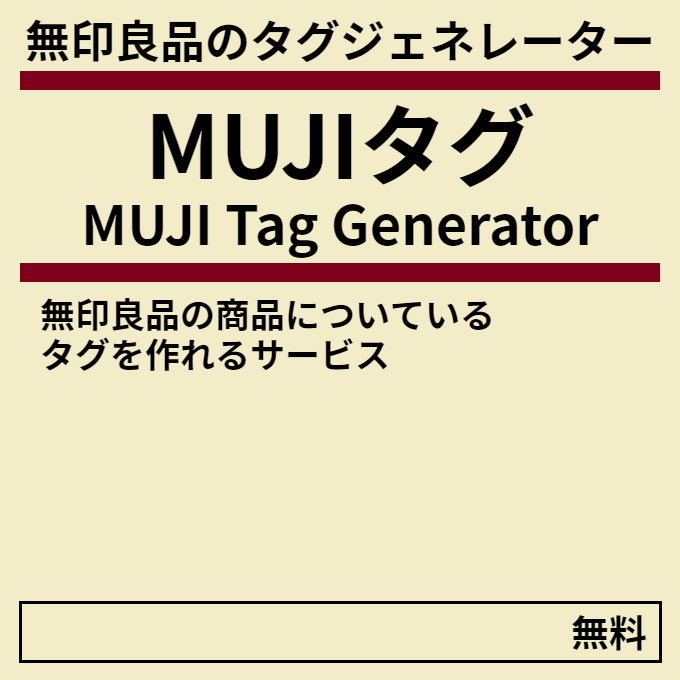 無印良品のタグジェネレーター
MUJIタグ
MUJI Tag Generator
無印良品の商品についている
タグを作れるサービス
無料